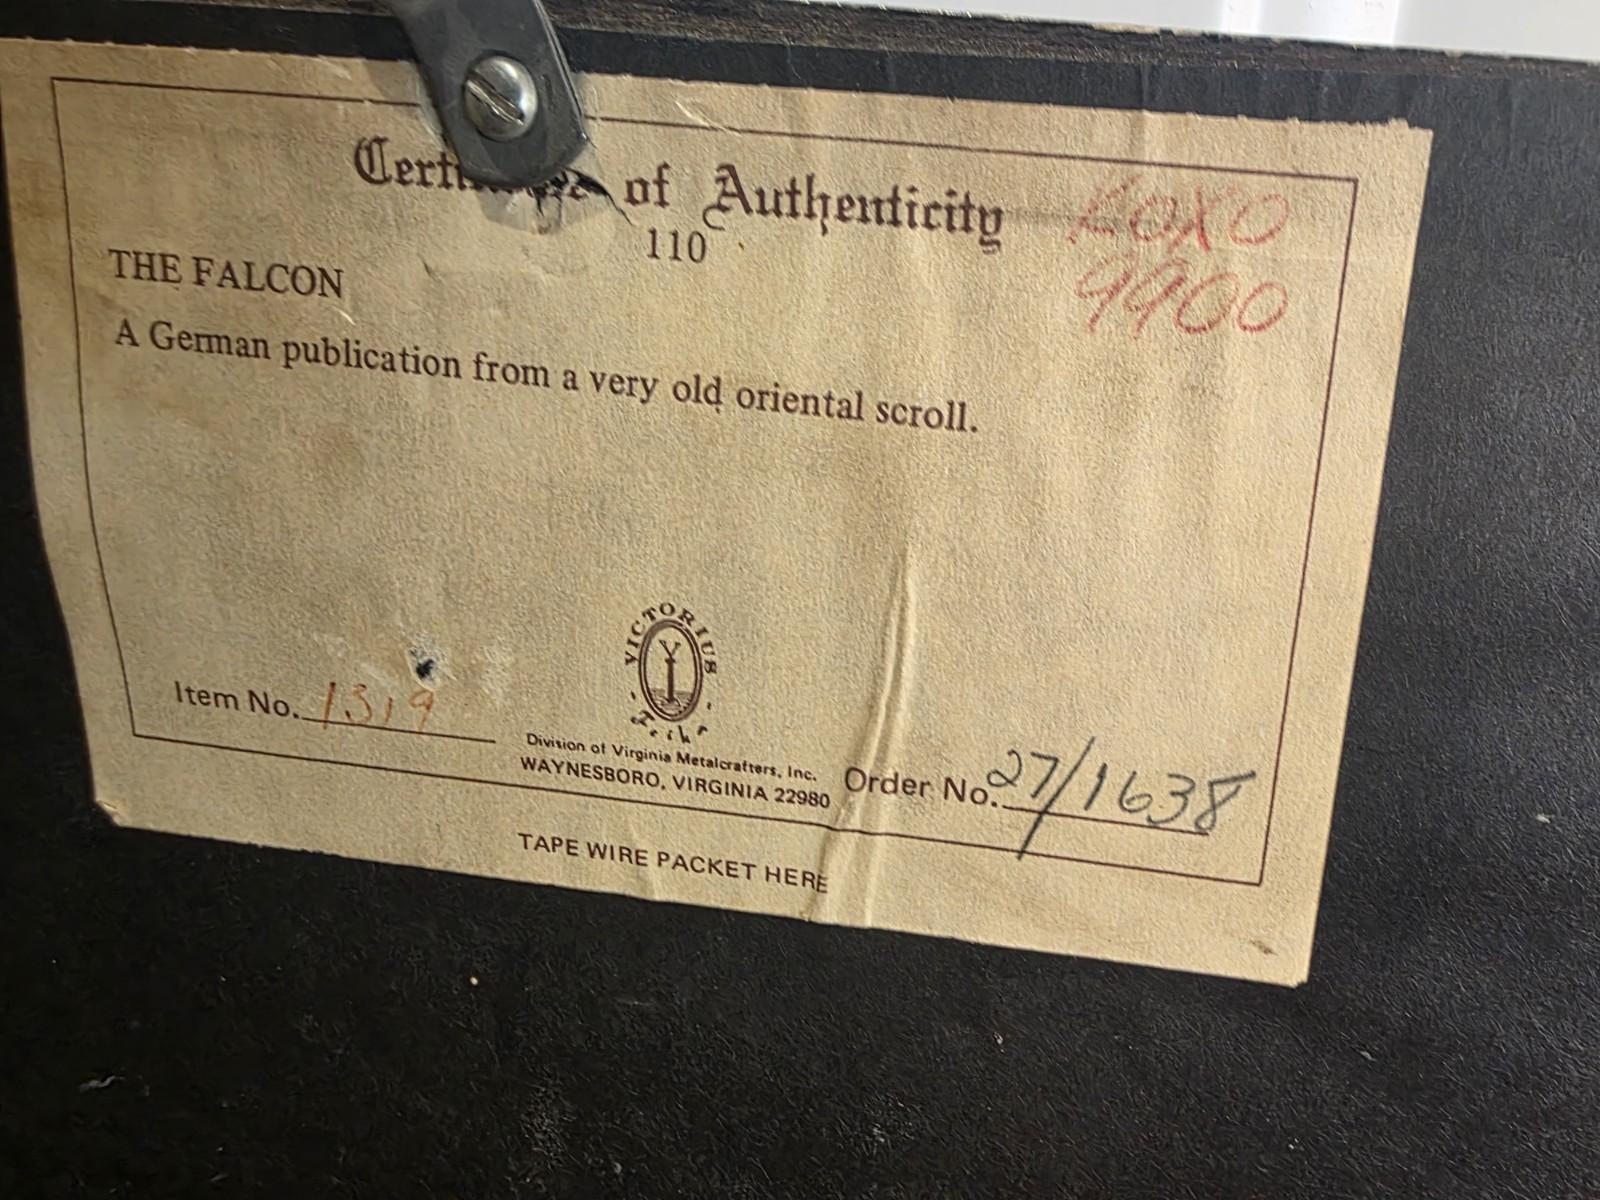 Certificate of Authenticity
110
KOXO
9900
THE FALCON
A German publication from a very old oriental scroll.
VICTORIUS
Item No. 1319
Division of Virginia Metalcrafters, Inc.
WAYNESBORO, VIRGINIA 22980
Order No. 27/1638
TAPE WIRE PACKET HERE